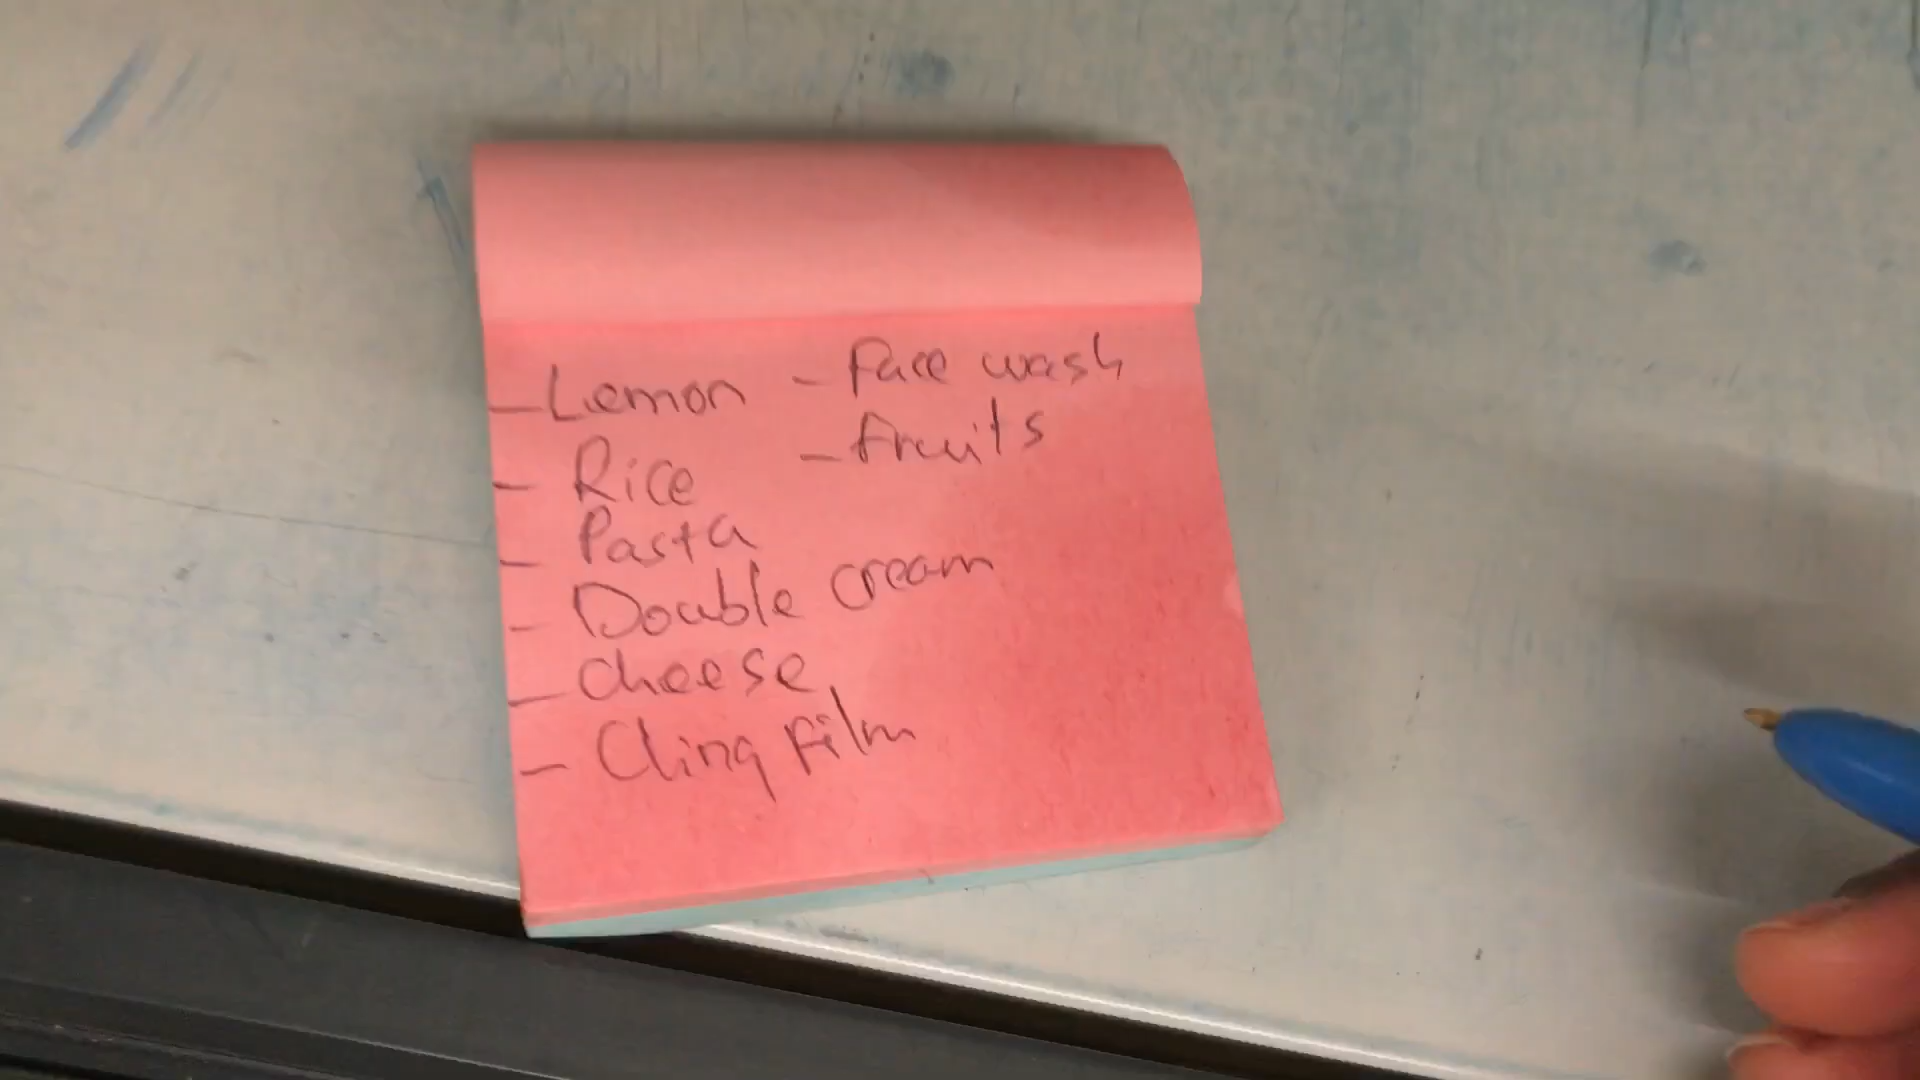 - Lemon
- Rice
- Pasta
- Double cream
- cheese
- Cling film
- Face wash
- fruits